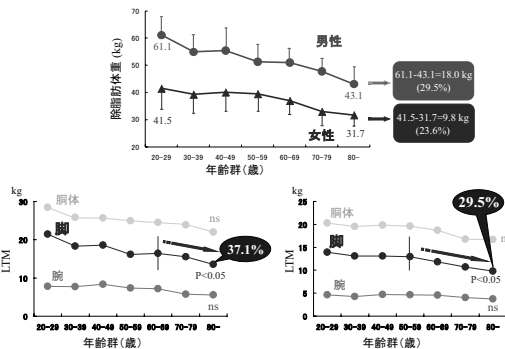 70
60
50
40
30
20
除脂肪体重 (kg)
男性
61.1
43.1
61.1-43.1=18.0 kg
(29.5%)
41.5
女性
31.7
41.5-31.7=9.8 kg
(23.6%)
20-29 30-39 40-49 50-59 60-69 70-79 80-
年齢群（歳）
kg
30
20
10
0
LTM
胴体
ns
脚
37.1%
P<0.05
腕
ns
20-29 30-39 40-49 50-59 60-69 70-79 80-
年齢群（歳）
kg
25
20
15
10
5
0
LTM
胴体
ns
脚
29.5%
P<0.05
腕
ns
20-29 30-39 40-49 50-59 60-69 70-79 80-
年齢群（歳）